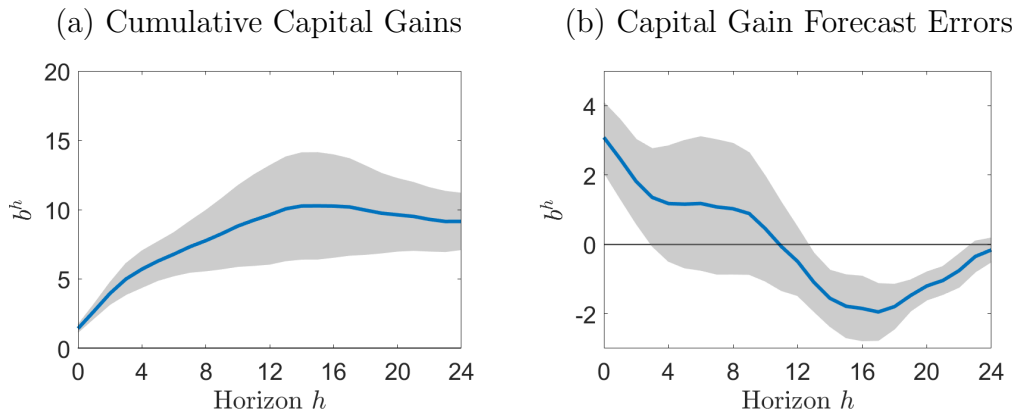 (a) Cumulative Capital Gains
20
15
10
5
0
b^h
0 4 8 12 16 20 24
Horizon h
(b) Capital Gain Forecast Errors
4
2
0
-2
b^h
0 4 8 12 16 20 24
Horizon h